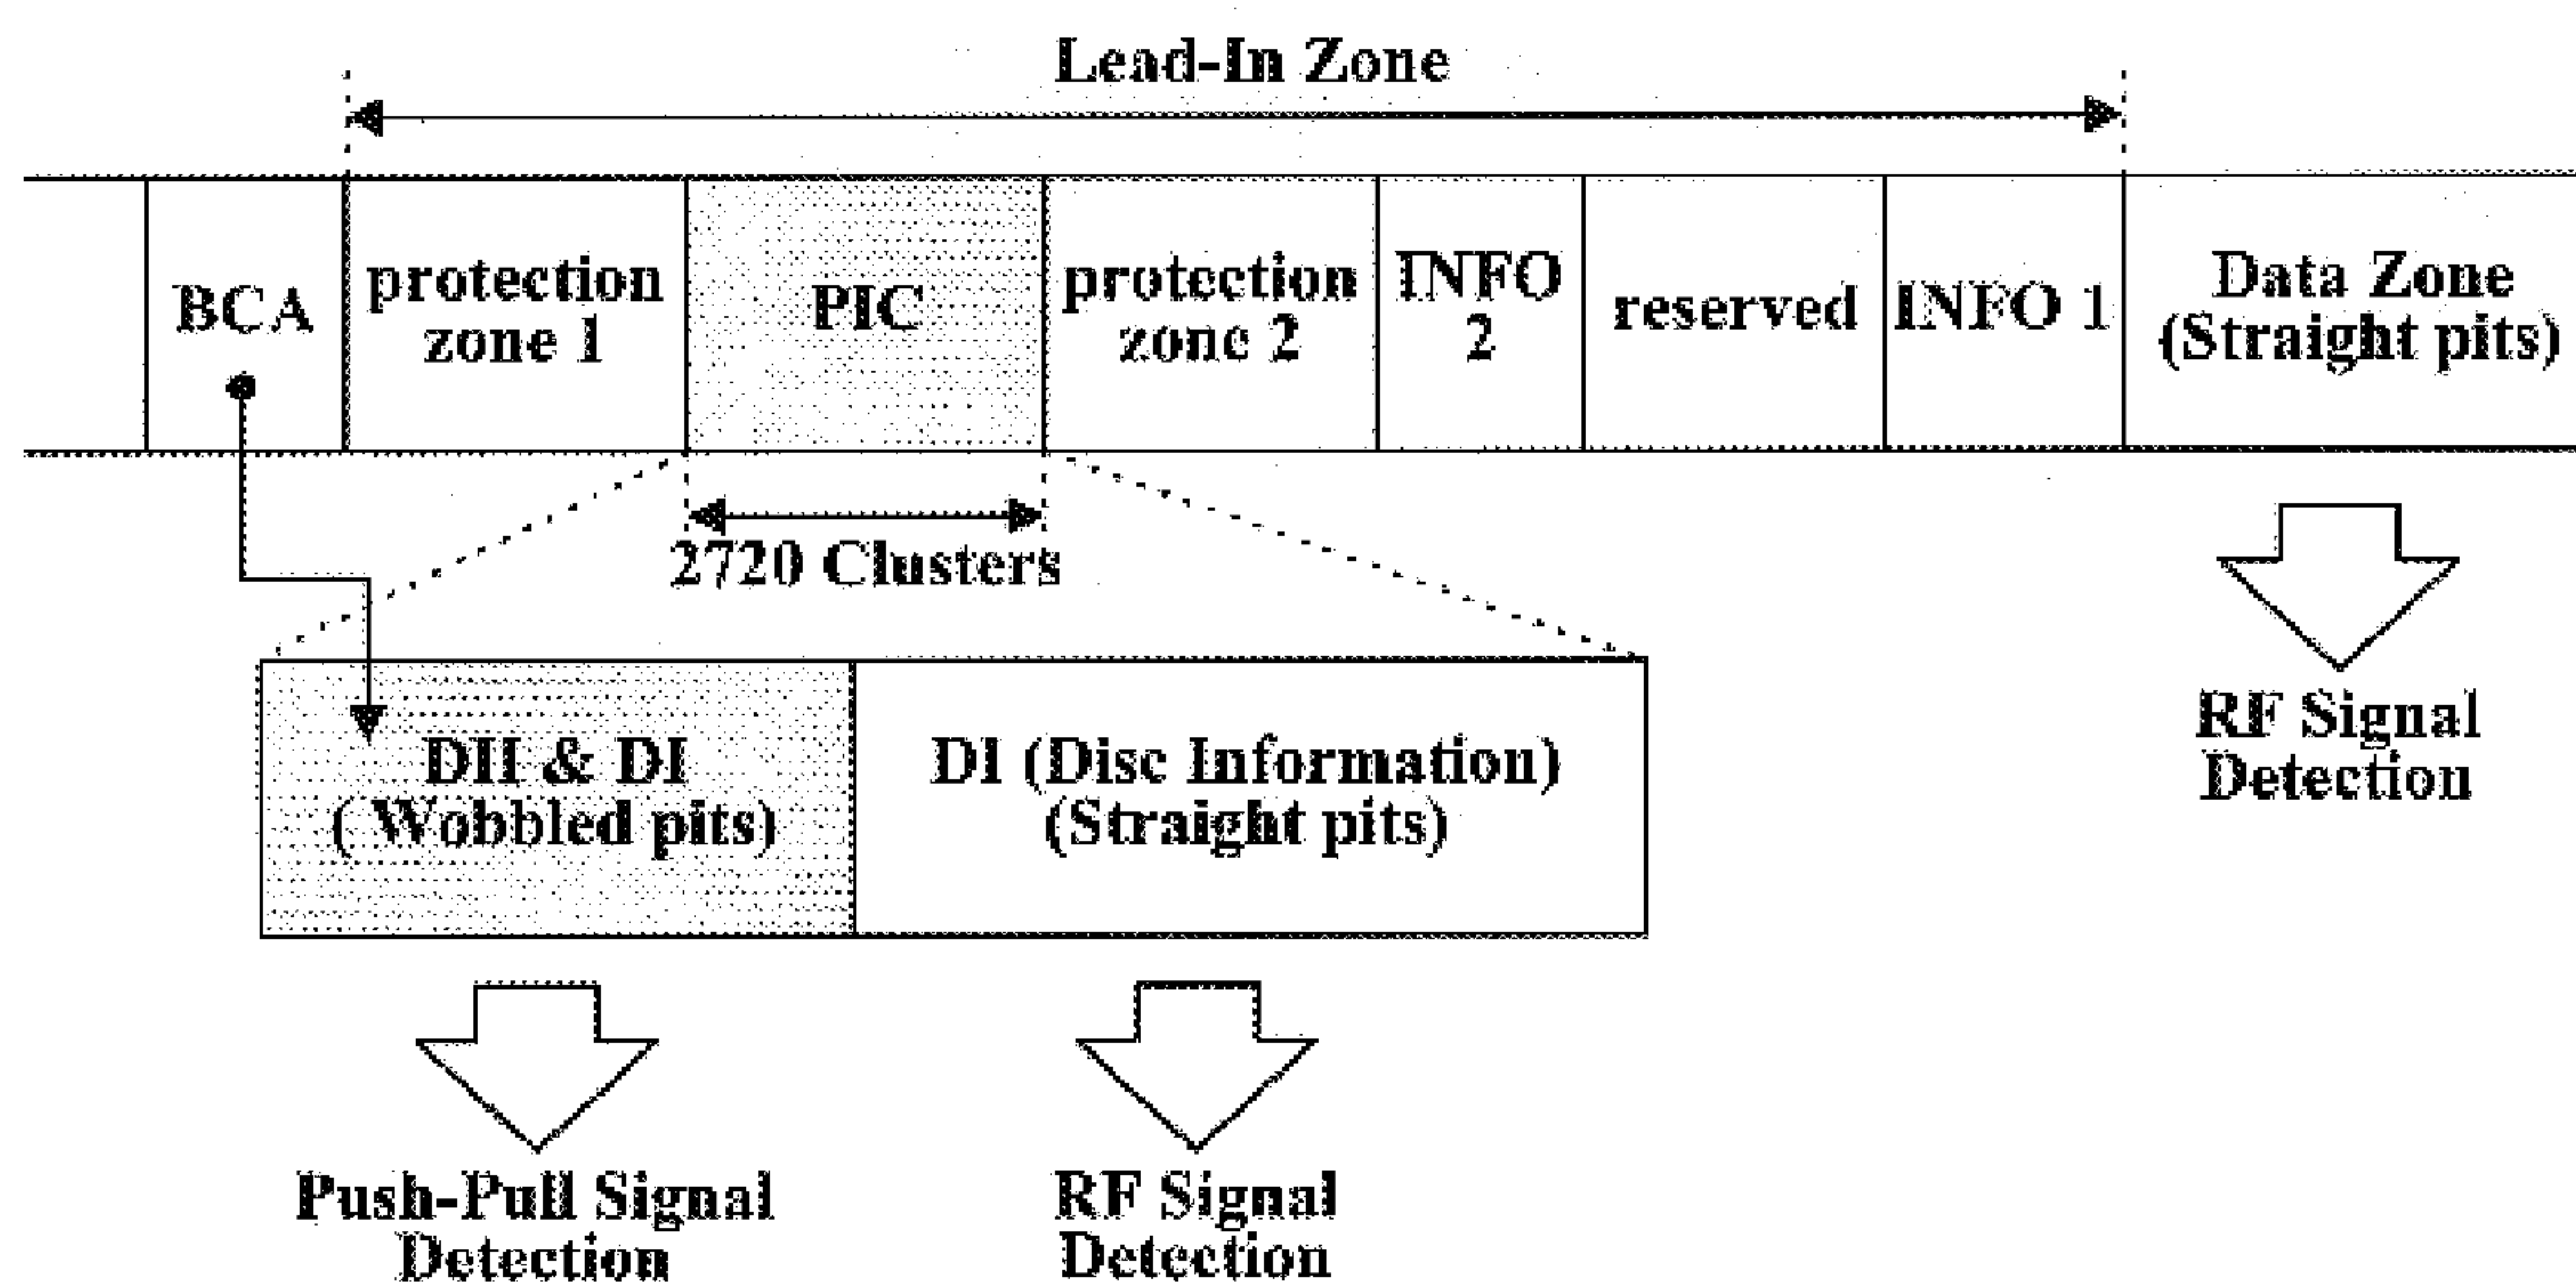 Lead-In Zone
BCA
protection
zone 1
PIC
protection
zone 2
INFO
2
reserved
INFO 1
Data Zone
(Straight pits)
2720 Clusters
DII & DI
( Wobbled pits)
DI (Disc Information)
(Straight pits)
RF Signal
Detection
Push-Pull Signal
Detection
RF Signal
Detection